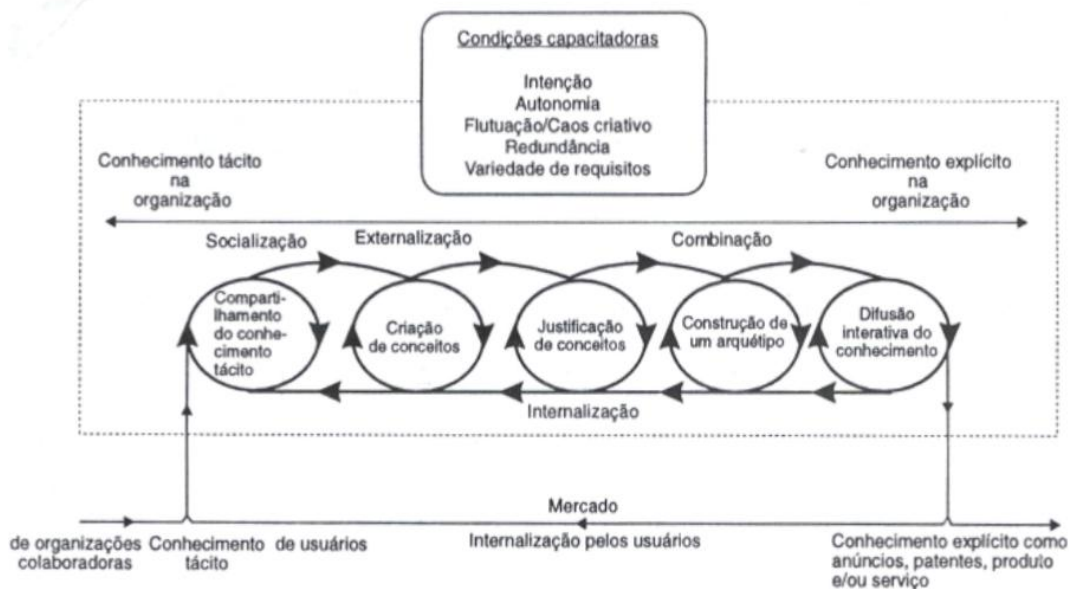 Condições capacitadoras
Intenção
Autonomia
Flutuação/Caos criativo
Redundância
Variedade de requisitos
Conhecimento tácito
na
organização
Conhecimento explícito
na
organização
Socialização
Externalização
Combinação
Comparti-
lhamento
do conhe-
cimento
tácito
Criação
de conceitos
Justificação
de conceitos
Construção de
um arquétipo
Difusão
interativa do
conhecimento
Internalização
Mercado
de organizações
colaboradoras
Conhecimento
tácito
de usuários
Internalização pelos usuários
Conhecimento explícito como
anúncios, patentes, produto
e/ou serviço